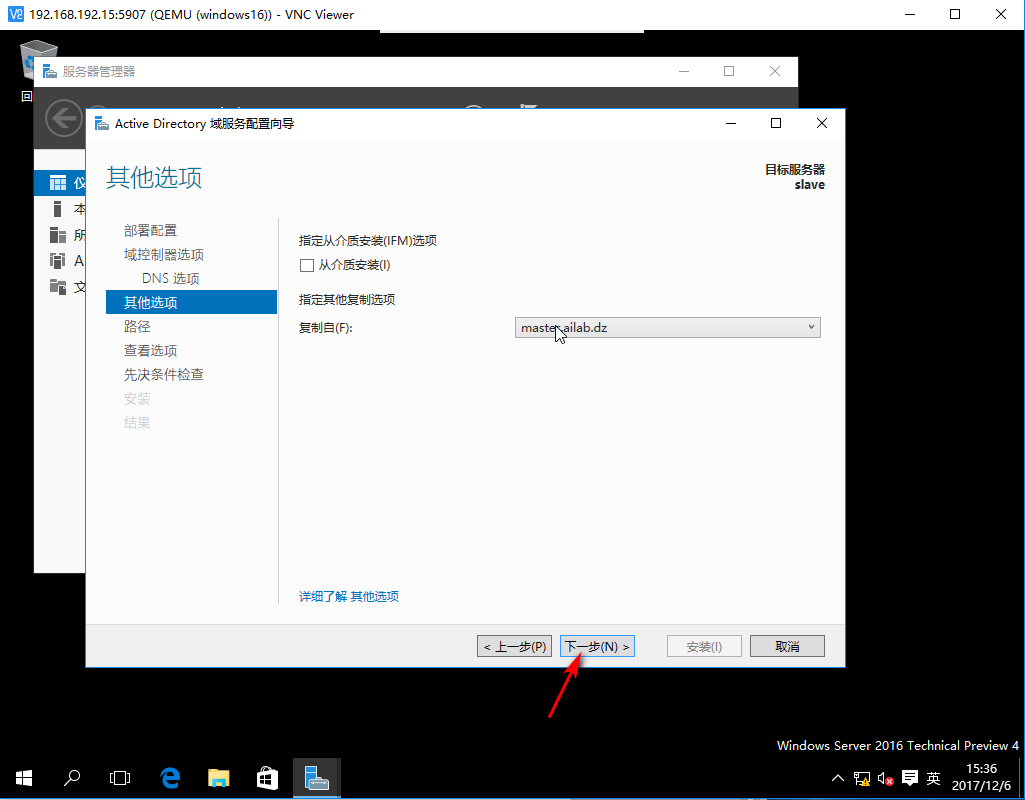 192.168.192.15:5907 (QEMU (windows16)) - VNC Viewer
服务器管理器
Active Directory 域服务配置向导
其他选项
目标服务器
slave
部署配置
域控制器选项
DNS 选项
其他选项
路径
查看选项
先决条件检查
安装
结果
指定从介质安装(IFM)选项
从介质安装(I)
指定其他复制选项
复制自(F):
ailab.dz
详细了解 其他选项
< 上一步(P)
下一步(N) >
安装(I)
取消
Windows Server 2016 Technical Preview 4
英
15:36
2017/12/6